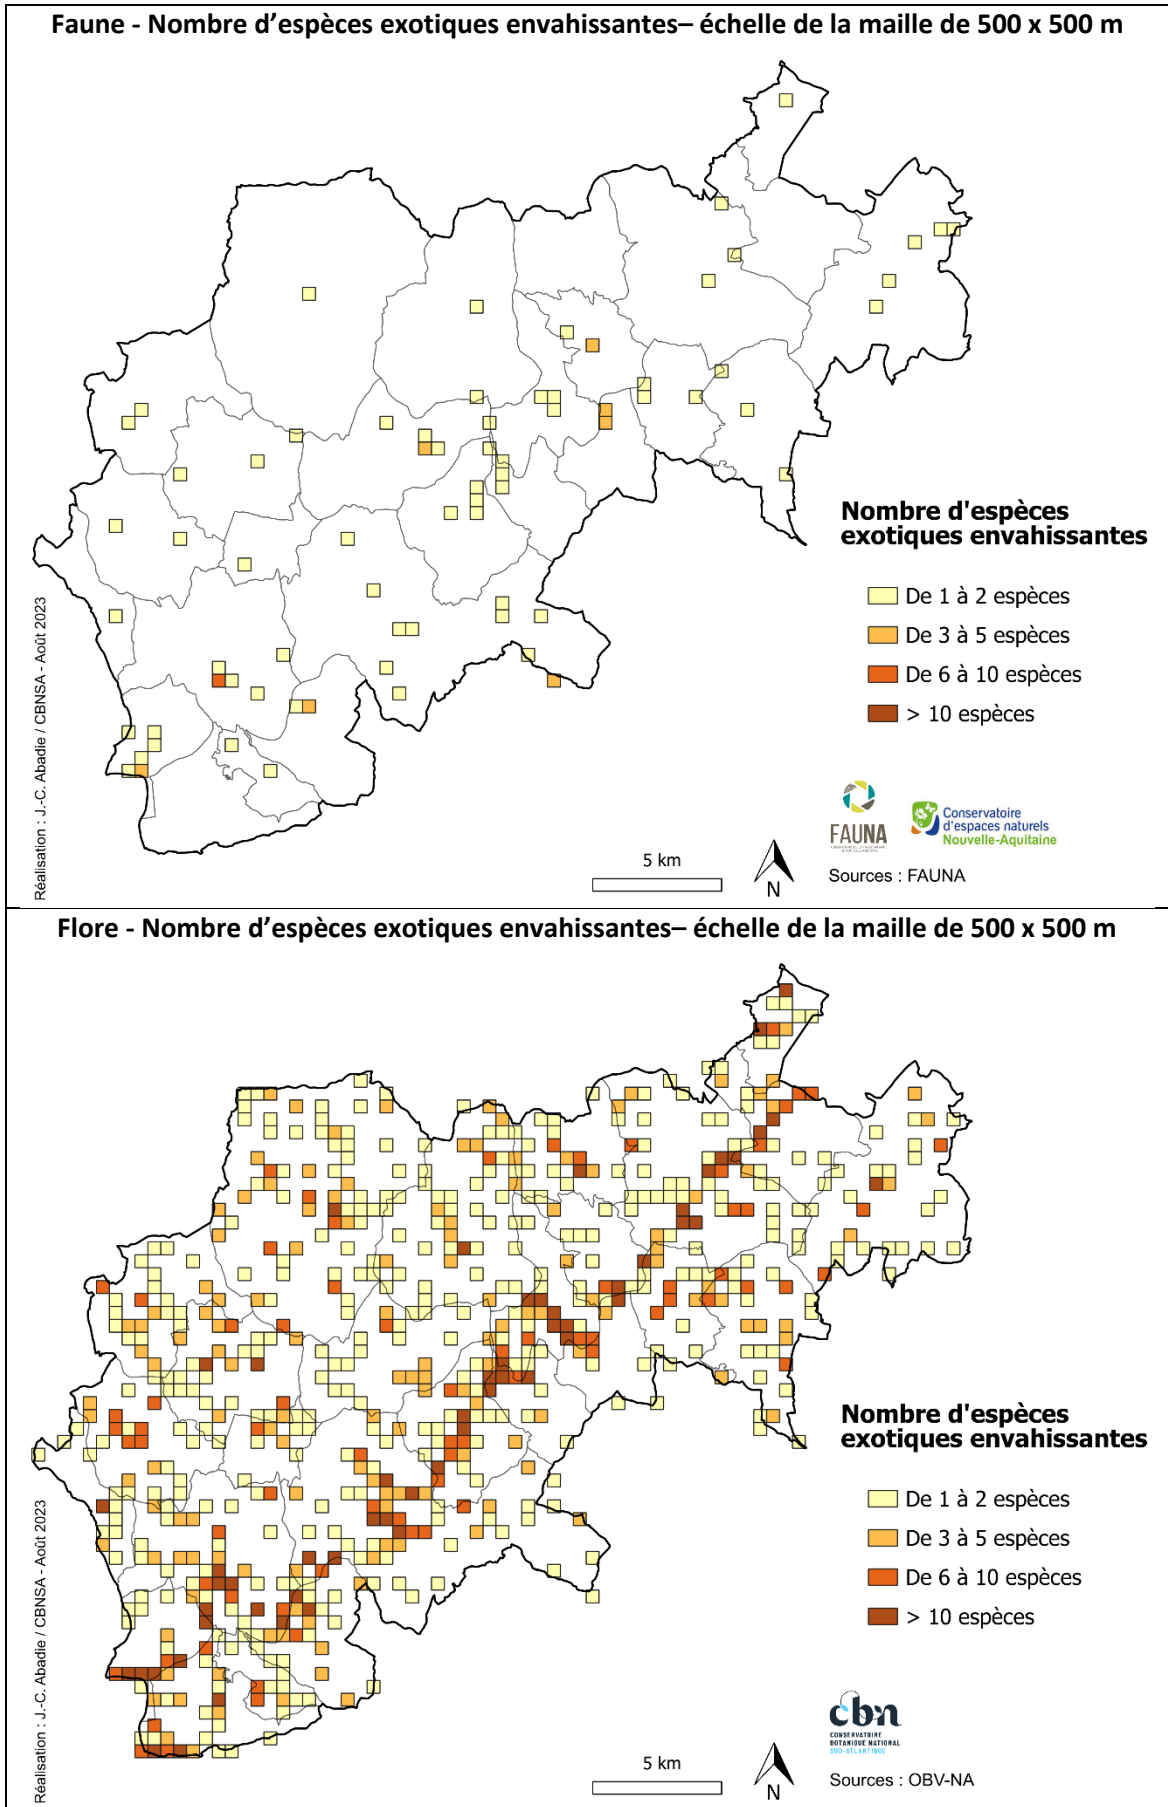 Faune - Nombre d’espèces exotiques envahissantes– échelle de la maille de 500 x 500 m
Nombre d'espèces
exotiques envahissantes
De 1 à 2 espèces
De 3 à 5 espèces
De 6 à 10 espèces
> 10 espèces
Réalisation : J.-C. Abadie / CBNSA - Août 2023
5 km
N
FAUNA
Conservatoire
d'espaces naturels
Nouvelle-Aquitaine
Sources : FAUNA
Flore - Nombre d’espèces exotiques envahissantes– échelle de la maille de 500 x 500 m
Nombre d'espèces
exotiques envahissantes
De 1 à 2 espèces
De 3 à 5 espèces
De 6 à 10 espèces
> 10 espèces
Réalisation : J.-C. Abadie / CBNSA - Août 2023
5 km
N
cbn
CONSERVATOIRE
BOTANIQUE NATIONAL
SUD-ATLANTIQUE
Sources : OBV-NA